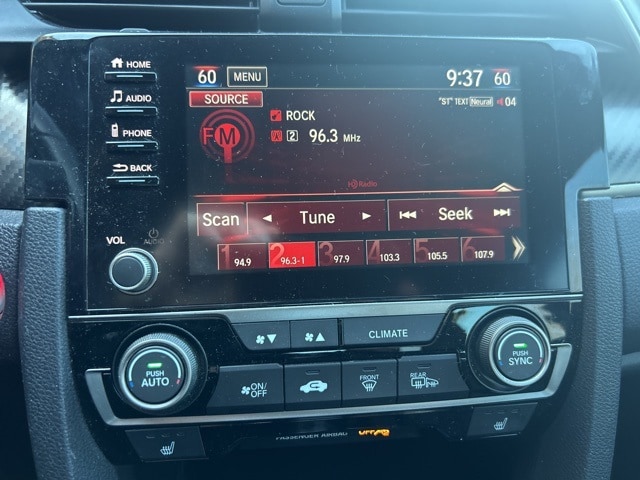 HOME
60 MENU 9:37 60
AUDIO
SOURCE "ST" TEXT Neural 04
ROCK
FM
PHONE
2 96.3 MHz
BACK
HD Radio
Scan Tune Seek
VOL AUDIO
1 2 3 4 5 6
94.9 96.3-1 97.9 103.3 105.5 107.9
CLIMATE
PUSH AUTO
PUSH SYNC
ON/OFF
FRONT
REAR
PASSENGER AIRBAG OFF